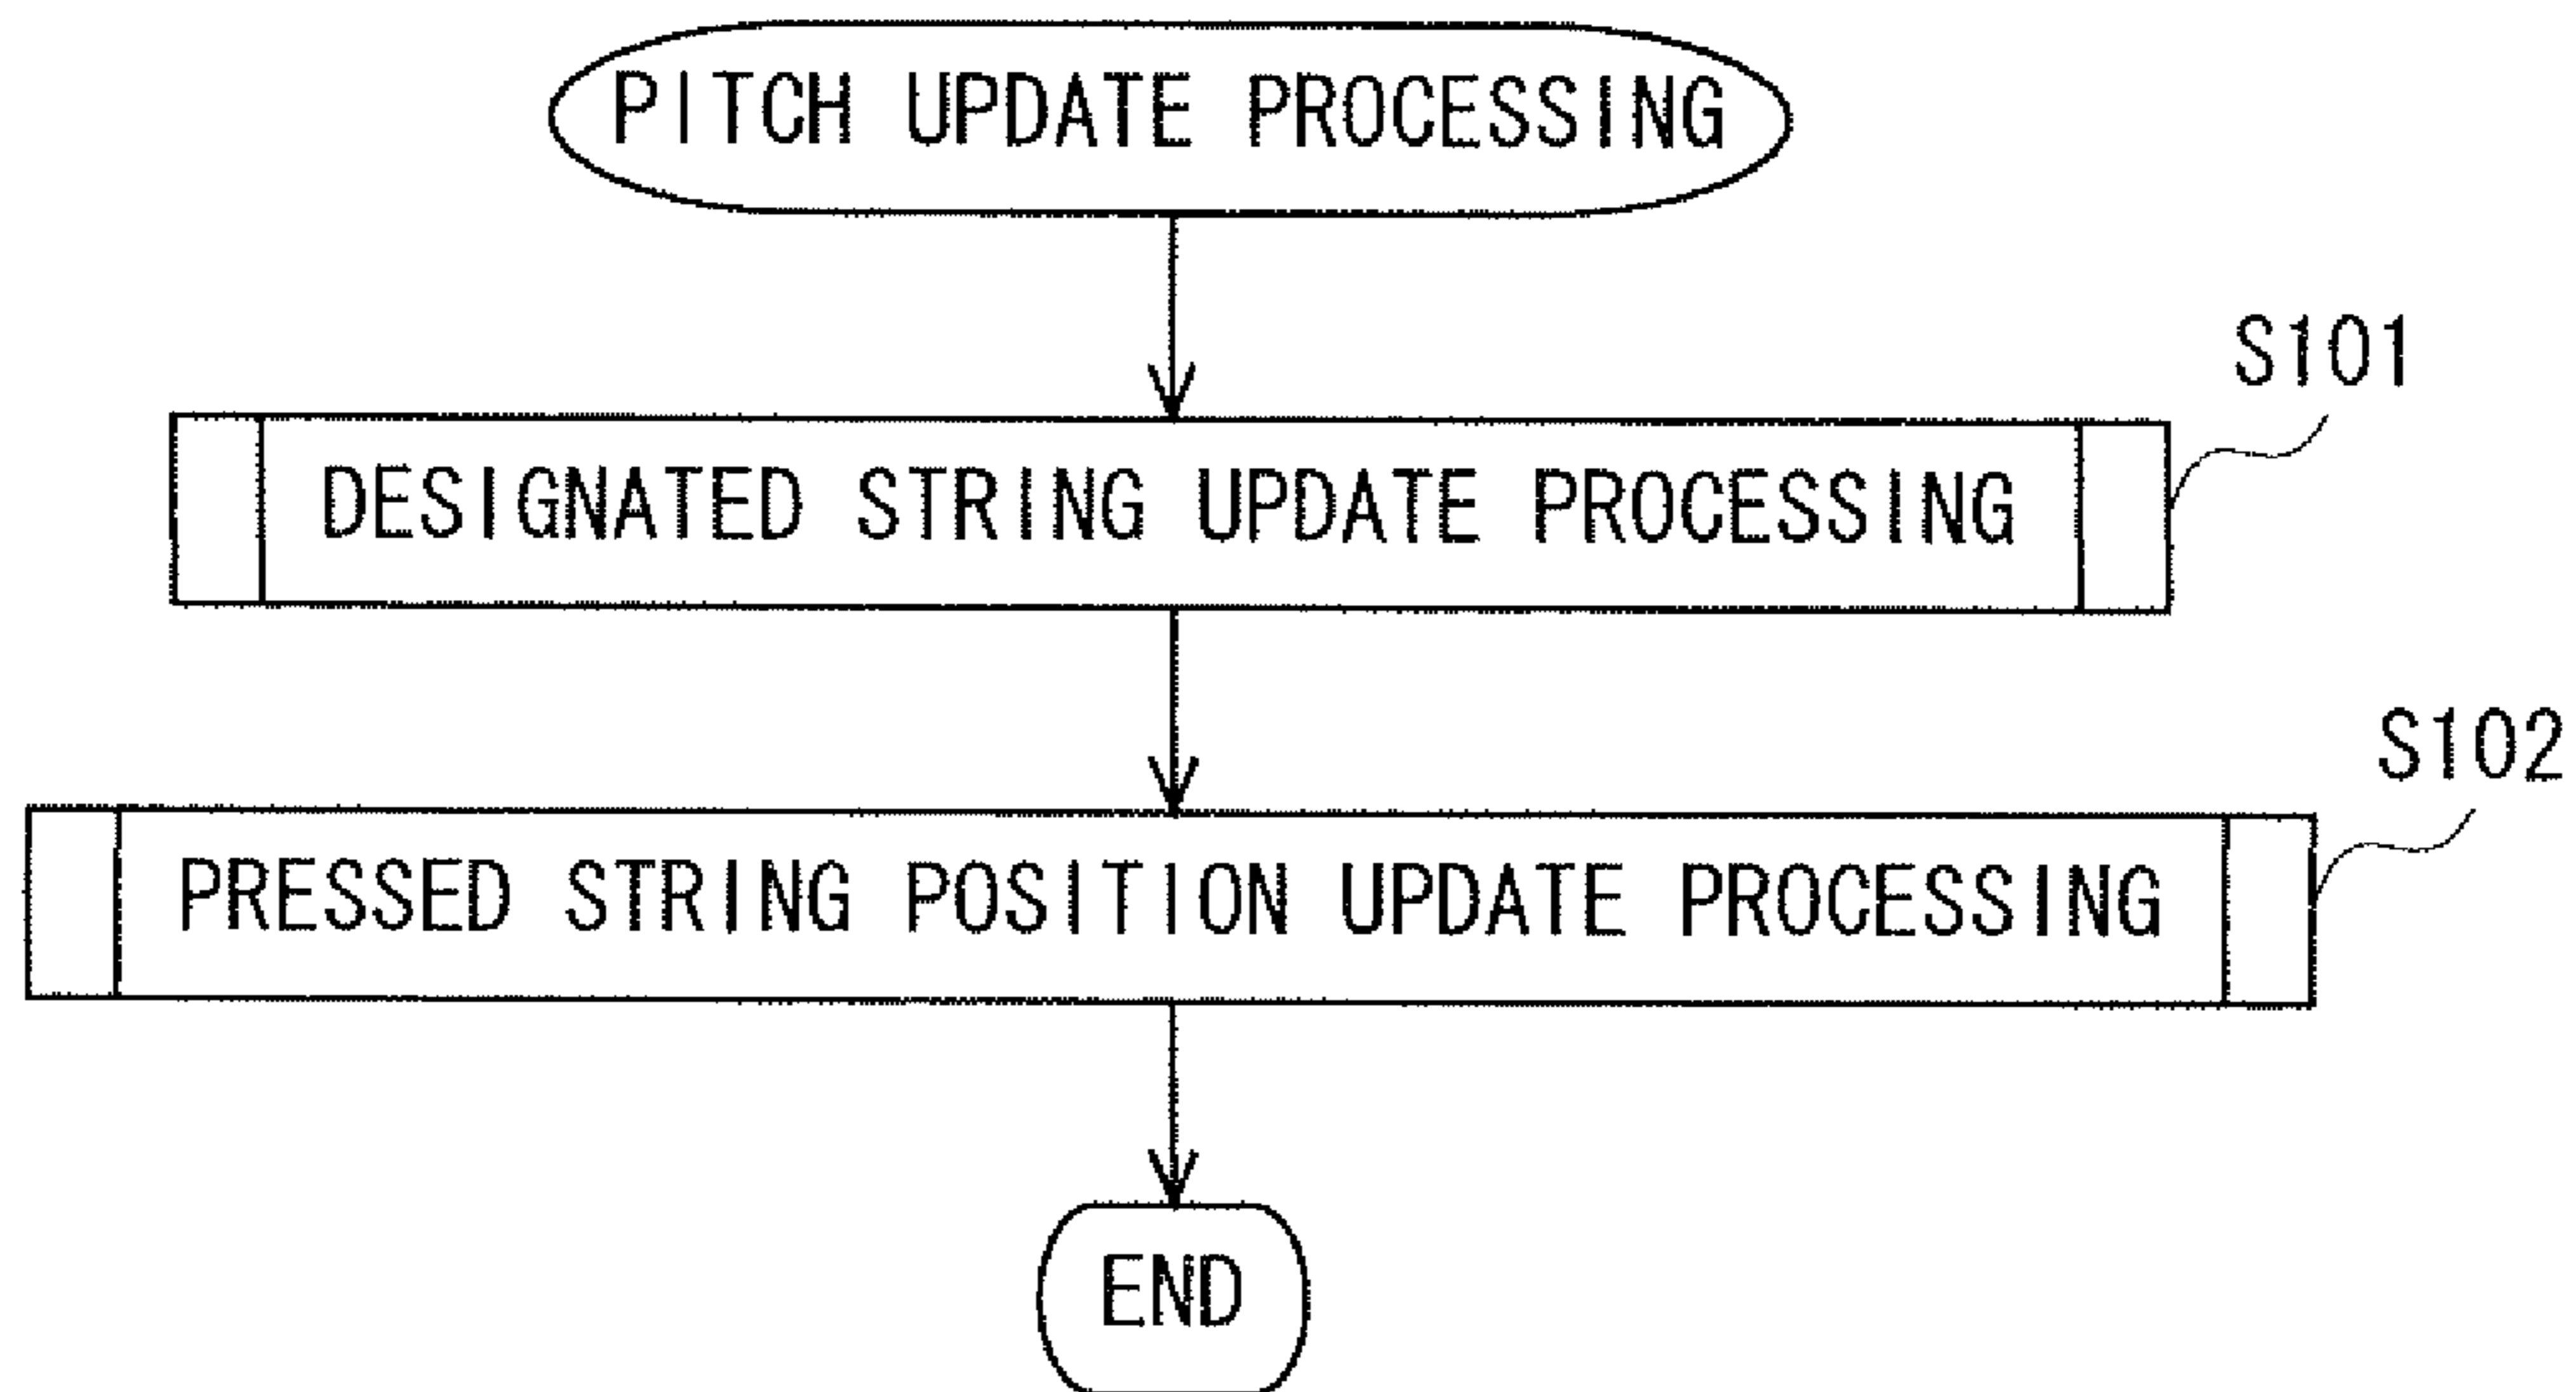 PITCH UPDATE PROCESSING
S101
DESIGNATED STRING UPDATE PROCESSING
S102
PRESSED STRING POSITION UPDATE PROCESSING
END